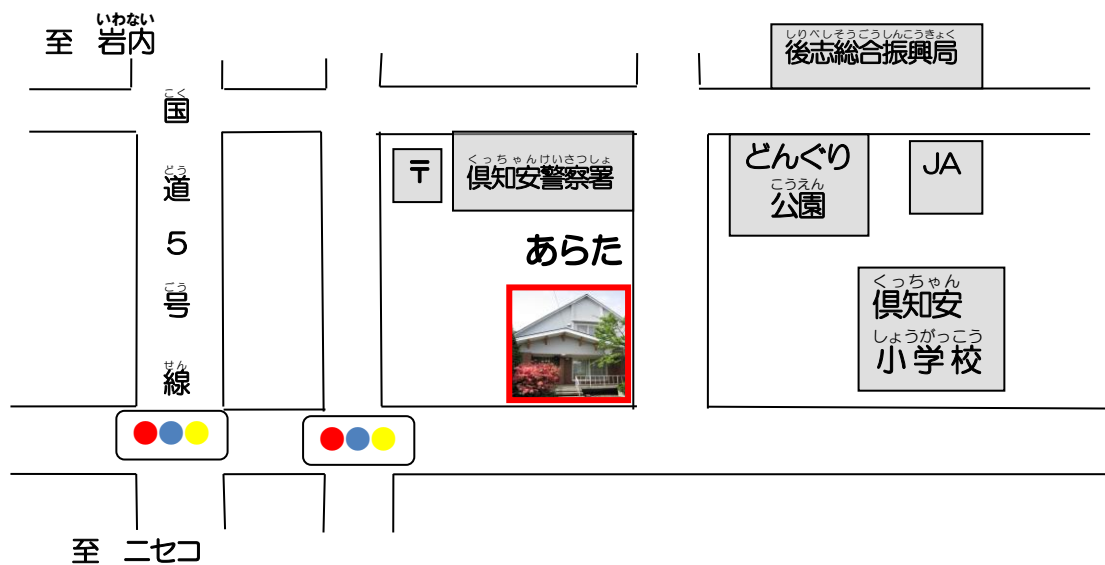 いわない
至 岩内
しりべしそうごうしんこうきょく
後志総合振興局
こく
国
どう
道
5
ごう
号
せん
線
〒
くっちゃんけいさつしょ
倶知安警察署
どんぐり
こうえん
公園
JA
あらた
くっちゃん
倶知安
しょうがっこう
小学校
至 ニセコ